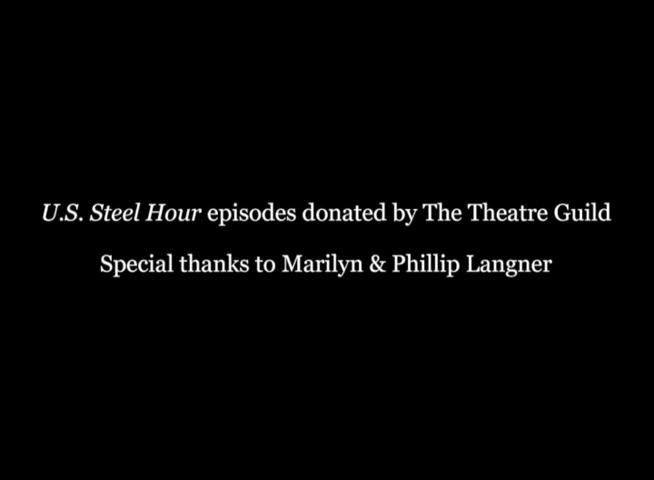 U.S. Steel Hour episodes donated by The Theatre Guild
Special thanks to Marilyn & Phillip Langner